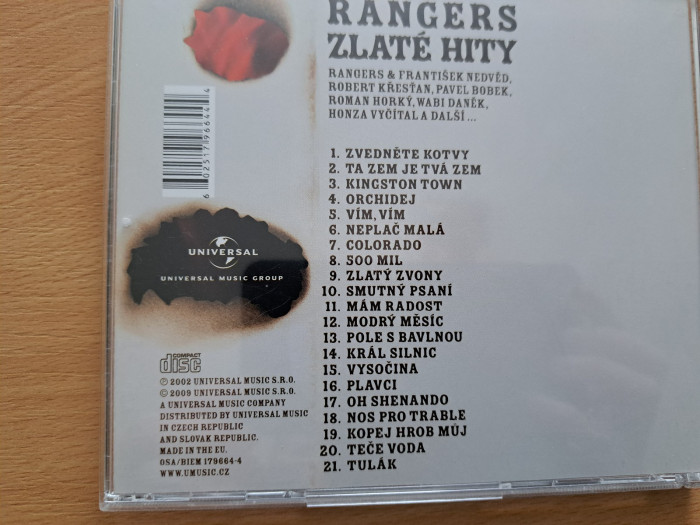 RANGERS
ZLATÉ HITY
RANGERS & FRANTIŠEK NEDVĚD,
ROBERT KŘESŤAN, PAVEL BOBEK,
ROMAN HORKÝ, WABI DANĚK,
HONZA VYČÍTAL A DALŠÍ ...
1. ZVEDNĚTE KOTVY
2. TA ZEM JE TVÁ ZEM
3. KINGSTON TOWN
4. ORCHIDEJ
5. VÍM, VÍM
6. NEPLAČ MALÁ
7. COLORADO
8. 500 MIL
9. ZLATÝ ZVONY
10. SMUTNÝ PSANÍ
11. MÁM RADOST
12. MODRÝ MĚSÍC
13. POLE S BAVLNOU
14. KRÁL SILNIC
15. VYSOČINA
16. PLAVCI
17. OH SHENANDO
18. NOS PRO TRABLE
19. KOPEJ HROB MŮJ
20. TEČE VODA
21. TULÁK
6 02517 96644 4
UNIVERSAL
UNIVERSAL MUSIC GROUP
COMPACT
disc
℗ 2002 UNIVERSAL MUSIC S.R.O.
© 2009 UNIVERSAL MUSIC S.R.O.
A UNIVERSAL MUSIC COMPANY
DISTRIBUTED BY UNIVERSAL MUSIC
IN CZECH REPUBLIC
AND SLOVAK REPUBLIC.
MADE IN THE EU.
OSA/BIEM 179664-4
WWW.UMUSIC.CZ